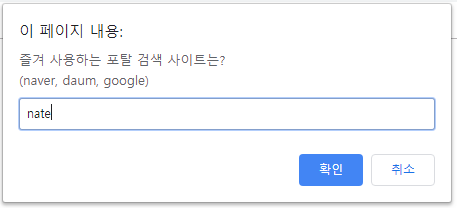 이 페이지 내용:
즐겨 사용하는 포탈 검색 사이트는?
(naver, daum, google)
nate
확인 취소